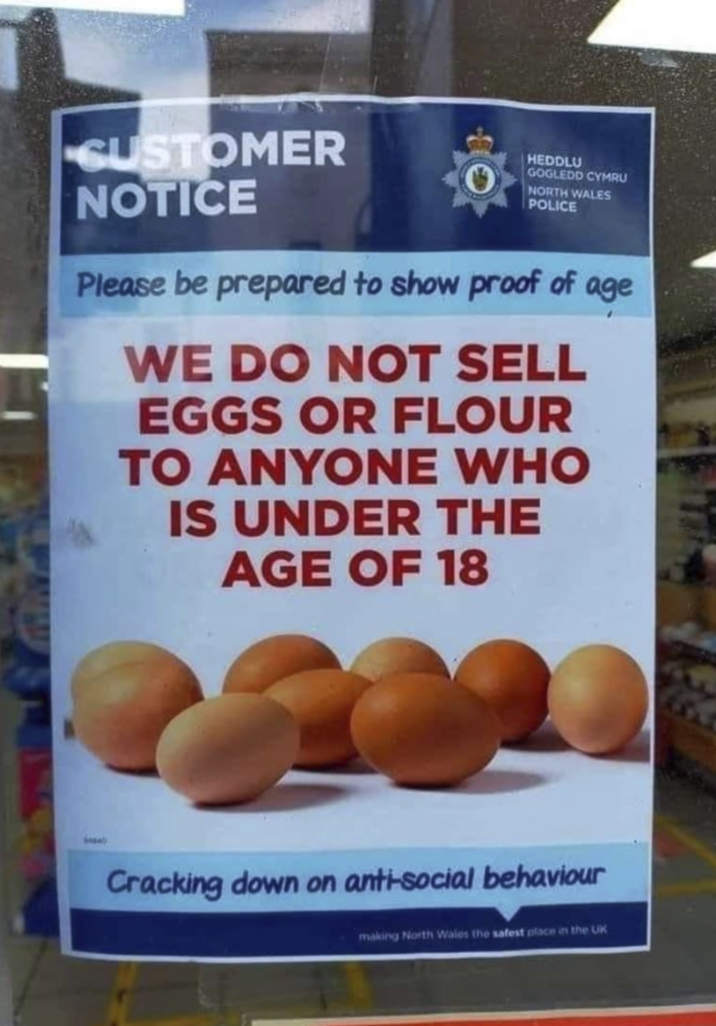 CUSTOMER
NOTICE
HEDDLU
GOGLEDD CYMRU
NORTH WALES
POLICE
Please be prepared to show proof of age
WE DO NOT SELL
EGGS OR FLOUR
TO ANYONE WHO
IS UNDER THE
AGE OF 18
Cracking down on anti-social behaviour
making North Wales the safest place in the UK